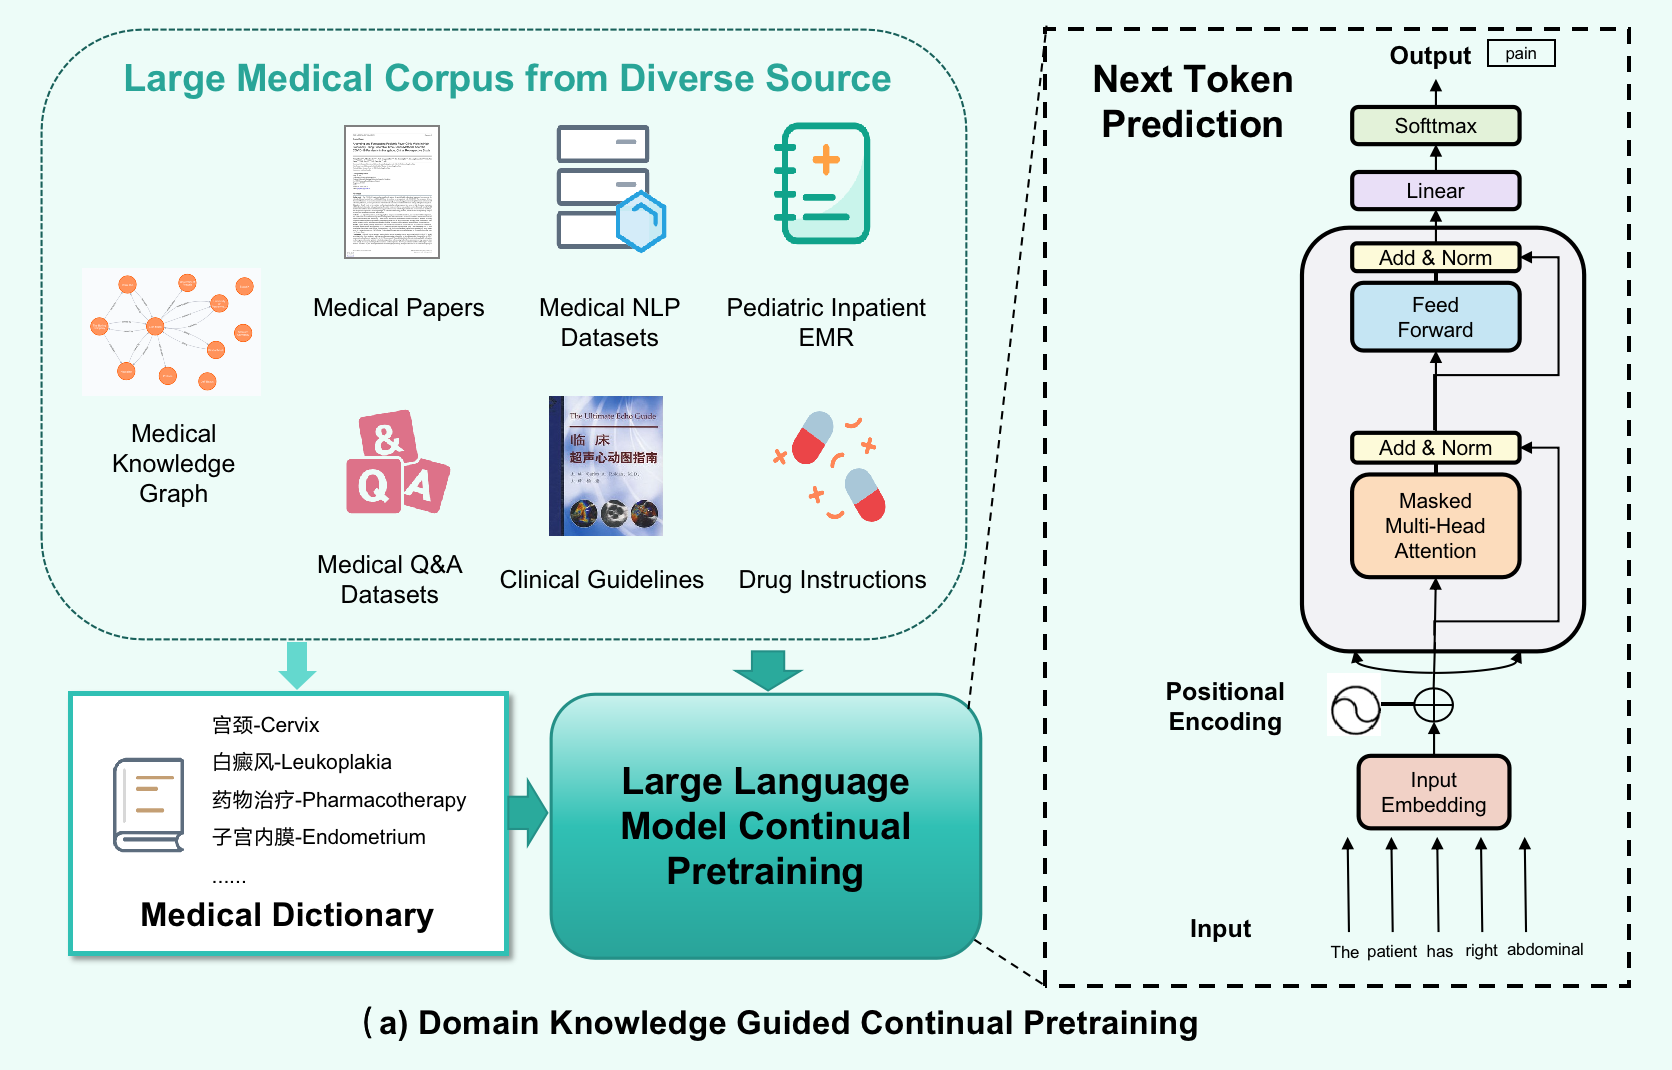 Large Medical Corpus from Diverse Source
Medical Papers
Medical NLP
Datasets
Pediatric Inpatient
EMR
Medical
Knowledge
Graph
&
Q A
Medical Q&A
Datasets
The Ultimate Echo Guide
临 床
超声心动图指南
Clinical Guidelines
Drug Instructions
宫颈-Cervix
白癜风-Leukoplakia
药物治疗-Pharmacotherapy
子宫内膜-Endometrium
......
Medical Dictionary
Large Language
Model Continual
Pretraining
Next Token
Prediction
Output
pain
Softtmax
Linear
Add & Norm
Feed
Forward
Add & Norm
Masked
Multi-Head
Attention
Positional
Encoding
Input
Embedding
Input
The patient has right abdominal
(a) Domain Knowledge Guided Continual Pretraining